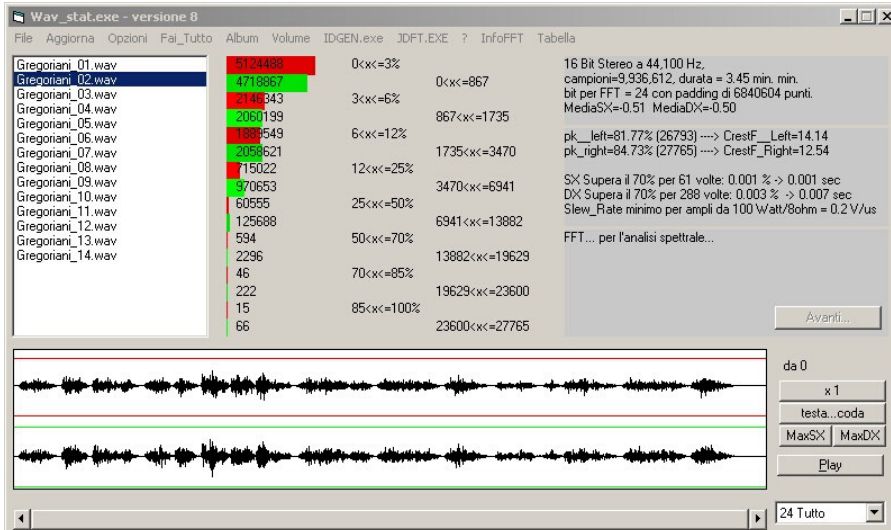 Wav_stat.exe - versione 8
File Aggiorna Opzioni Fai_Tutto Album Volume IDGEN.exe JDFT.EXE ? InfoFFT Tabella
Gregoriani_01.wav
Gregoriani_02.wav
Gregoriani_03.wav
Gregoriani_04.wav
Gregoriani_05.wav
Gregoriani_06.wav
Gregoriani_07.wav
Gregoriani_08.wav
Gregoriani_09.wav
Gregoriani_10.wav
Gregoriani_11.wav
Gregoriani_12.wav
Gregoriani_13.wav
Gregoriani_14.wav
5124488 0<x<=3%
4718867 0<x<=867
2146343 3<x<=6%
2060199 867<x<=1735
1889549 6<x<=12%
2058621 1735<x<=3470
715022 12<x<=25%
970653 3470<x<=6941
60555 25<x<=50%
125688 6941<x<=13882
594 50<x<=70%
2296 13882<x<=19629
46 70<x<=85%
222 19629<x<=23600
15 85<x<=100%
66 23600<x<=27765
16 Bit Stereo a 44,100 Hz,
campioni=9,936,612, durata = 3.45 min. min.
bit per FFT = 24 con padding di 6840604 punti.
MediaSX=-0.51 MediaDX=-0.50
pk__left=81.77% (26793) ----> CrestF__Left=14.14
pk_right=84.73% (27765) ----> CrestF_Right=12.54
SX Supera il 70% per 61 volte: 0.001 % -> 0.001 sec
DX Supera il 70% per 288 volte: 0.003 % -> 0.007 sec
Slew_Rate minimo per ampli da 100 Watt/8ohm = 0.2 V/us
FFT... per l'analisi spettrale...
Avanti...
da 0
x 1
testa...coda
MaxSX MaxDX
Play
24 Tutto